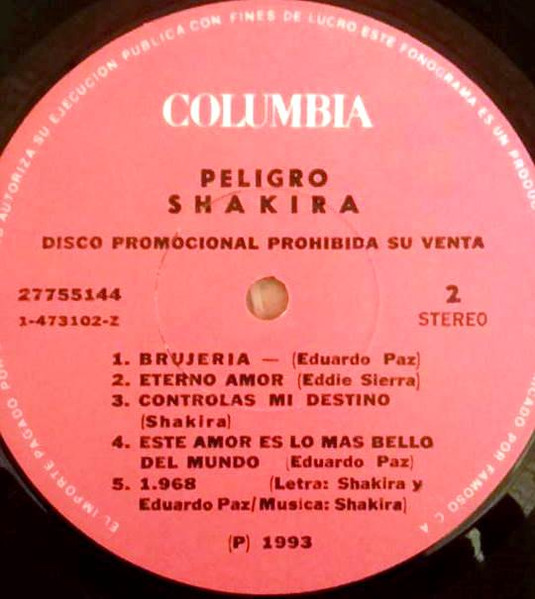 AUTORIZA SU EJECUCION PUBLICA CON FINES DE LUCRO ESTE FONOGRAMA ES UN
COLUMBIA
PELIGRO
SHAKIRA
DISCO PROMOCIONAL PROHIBIDA SU VENTA
27755144
2
1-473102-Z
STEREO
1. BRUJERIA — (Eduardo Paz)
2. ETERNO AMOR (Eddie Sierra)
3. CONTROLAS MI DESTINO
(Shakira)
4. ESTE AMOR ES LO MAS BELLO
DEL MUNDO (Eduardo Paz)
5. 1.968 (Letra: Shakira y
Eduardo Paz/Musica: Shakira)
(P) 1993
EL IMPORTE PAGADO POR
POR FAMOSO C A